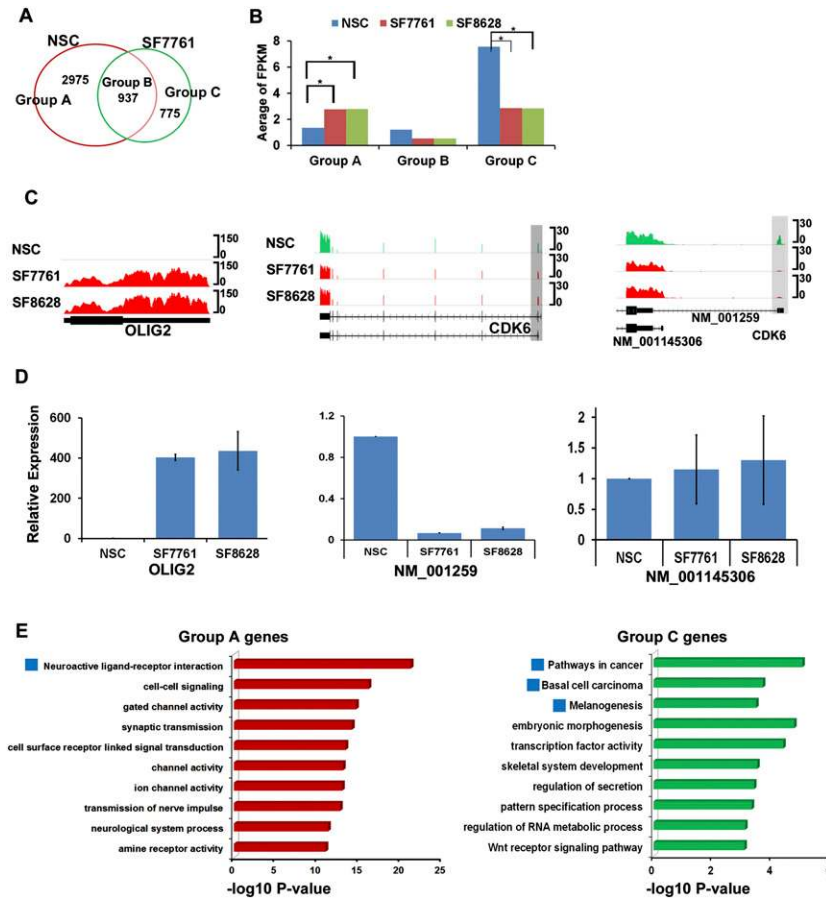 A
NSC
SF7761
2975
Group B
937
Group A
Group C
775
B
NSC SF7761 SF8628
Aerage of FPKM
8
6
4
2
0
*
*
*
*
Group A Group B Group C
C
NSC
SF7761
SF8628
150
0
150
0
150
0
OLIG2
NSC
SF7761
SF8628
30
0
30
0
30
0
CDK6
30
0
30
0
30
0
NM_001259
NM_001145306
CDK6
D
Relative Expression
600
400
200
0
NSC SF7761 SF8628
OLIG2
1.2
0.8
0.4
0
NSC SF7761 SF8628
NM_001259
2
1.5
1
0.5
0
NSC SF7761 SF8628
NM_001145306
E
Group A genes
Neuroactive ligand-receptor interaction
cell-cell signaling
gated channel activity
synaptic transmission
cell surface receptor linked signal transduction
channel activity
ion channel activity
transmission of nerve impulse
neurological system process
amine receptor activity
0 5 10 15 20 25
-log10 P-value
Group C genes
Pathways in cancer
Basal cell carcinoma
Melanogenesis
embryonic morphogenesis
transcription factor activity
skeletal system development
regulation of secretion
pattern specification process
regulation of RNA metabolic process
Wnt receptor signaling pathway
0 2 4
-log10 P-value